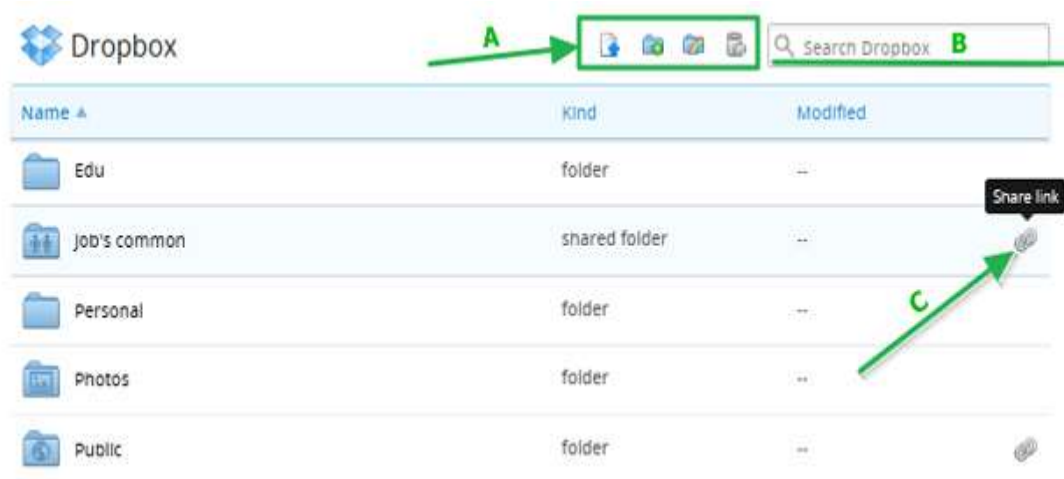 Dropbox
A
Search Dropbox B
Name Kind Modified
Edu folder --
Share link
Job's common shared folder --
C
Personal folder --
Photos folder --
Public folder --